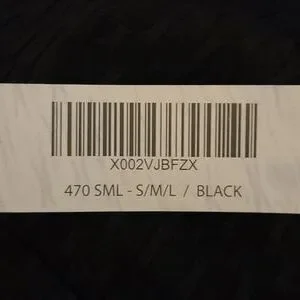 X002VJBFZX
470 SML - S/M/L / BLACK